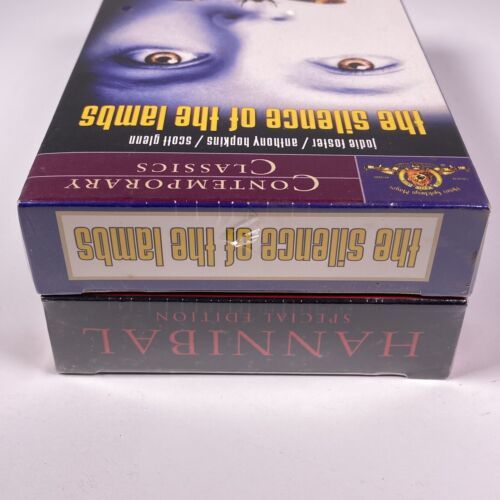 jodie foster / anthony hopkins / scott glenn
the silence of the lambs
CONTEMPORARY
CLASSICS
the silence of the lambs
HANNIBAL
SPECIAL EDITION